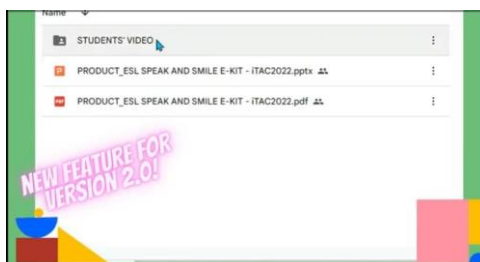 Name
STUDENTS' VIDEO
P PRODUCT_ESL SPEAK AND SMILE E-KIT - iTAC2022.pptx
PDF PRODUCT_ESL SPEAK AND SMILE E-KIT - iTAC2022.pdf
NEW FEATURE FOR
VERSION 2.0!